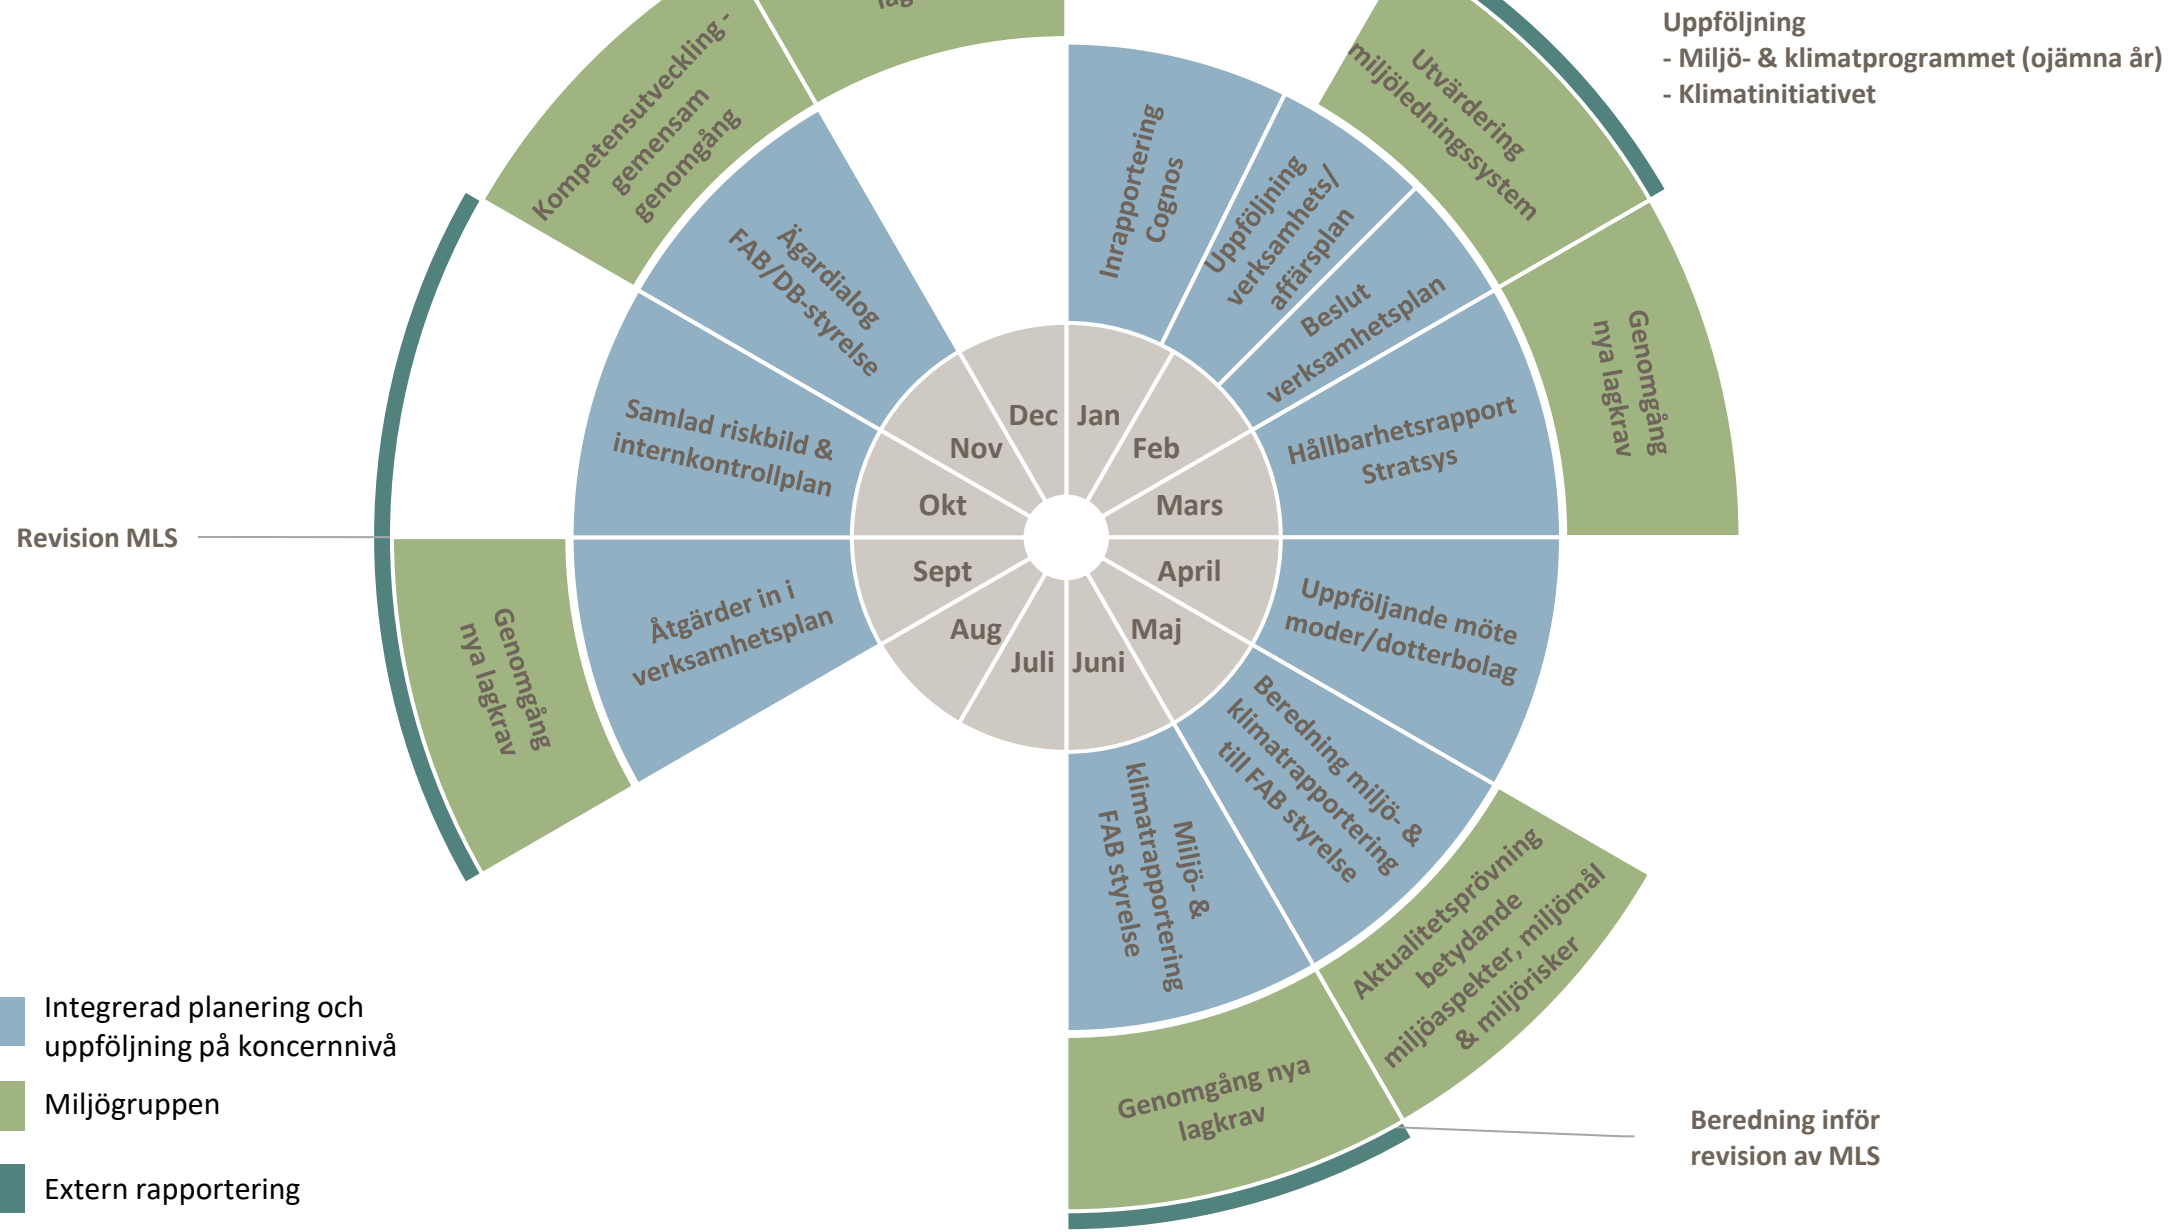 Uppföljning
- Miljö- & klimatprogrammet (ojämna år)
- Klimatinitiativet
Kompetensutveckling -
gemensam
genomgång
Utvärdering
miljöledningssystem
Genomgång
nya lagkrav
Inrapportering
Cognos
Uppföljning
verksamhets/
affärsplan
Beslut
verksamhetsplan
Hållbarhetsrapport
Stratsys
Uppföljande möte
moder/dotterbolag
Beredning miljö- &
klimatrapportering
till FAB styrelse
Miljö- &
klimatrapportering
FAB styrelse
Åtgärder in i
verksamhetsplan
Samlad riskbild &
internkontrollplan
Ägardialog
FAB/DB-styrelse
Jan
Feb
Mars
April
Maj
Juni
Juli
Aug
Sept
Okt
Nov
Dec
Aktualitetsprövning
betydande
miljöaspekter, miljömål
& miljörisker
Genomgång nya
lagkrav
Genomgång
nya lagkrav
Revision MLS
Beredning inför
revision av MLS
Integrerad planering och
uppföljning på koncernnivå
Miljögruppen
Extern rapportering